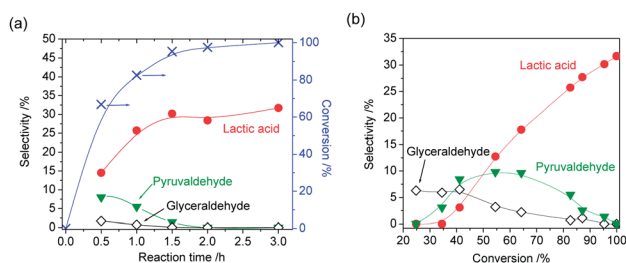 (a)
Selectivity /%
50
45
40
35
30
25
20
15
10
5
0
0.0 0.5 1.0 1.5 2.0 2.5 3.0
Reaction time /h
100
80
60
40
20
0
Conversion /%
Lactic acid
Pyruvaldehyde
Glyceraldehyde
(b)
Selectivity /%
35
30
25
20
15
10
5
0
20 30 40 50 60 70 80 90 100
Conversion /%
Lactic acid
Glyceraldehyde
Pyruvaldehyde